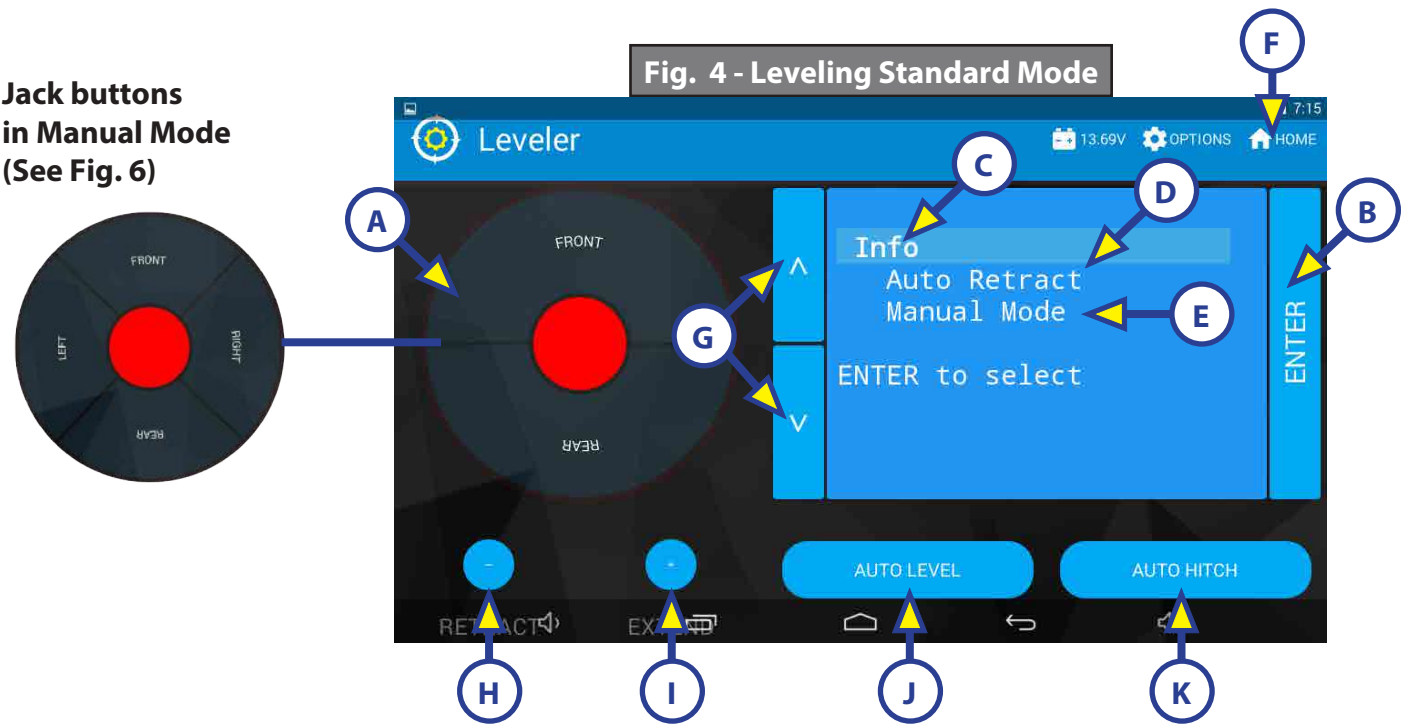 F
Fig. 4 - Leveling Standard Mode
Jack buttons
in Manual Mode
(See Fig. 6)
7:15
Leveler
13.69V OPTIONS HOME
C
D
A
B
FRONT
FRONT
Info
Auto Retract
Manual Mode
ENTER to select
ENTER
^
v
G
E
LEFT
RIGHT
REAR
REAR
-
+
AUTO LEVEL
AUTO HITCH
RETRACT
EXTEND
H
I
J
K